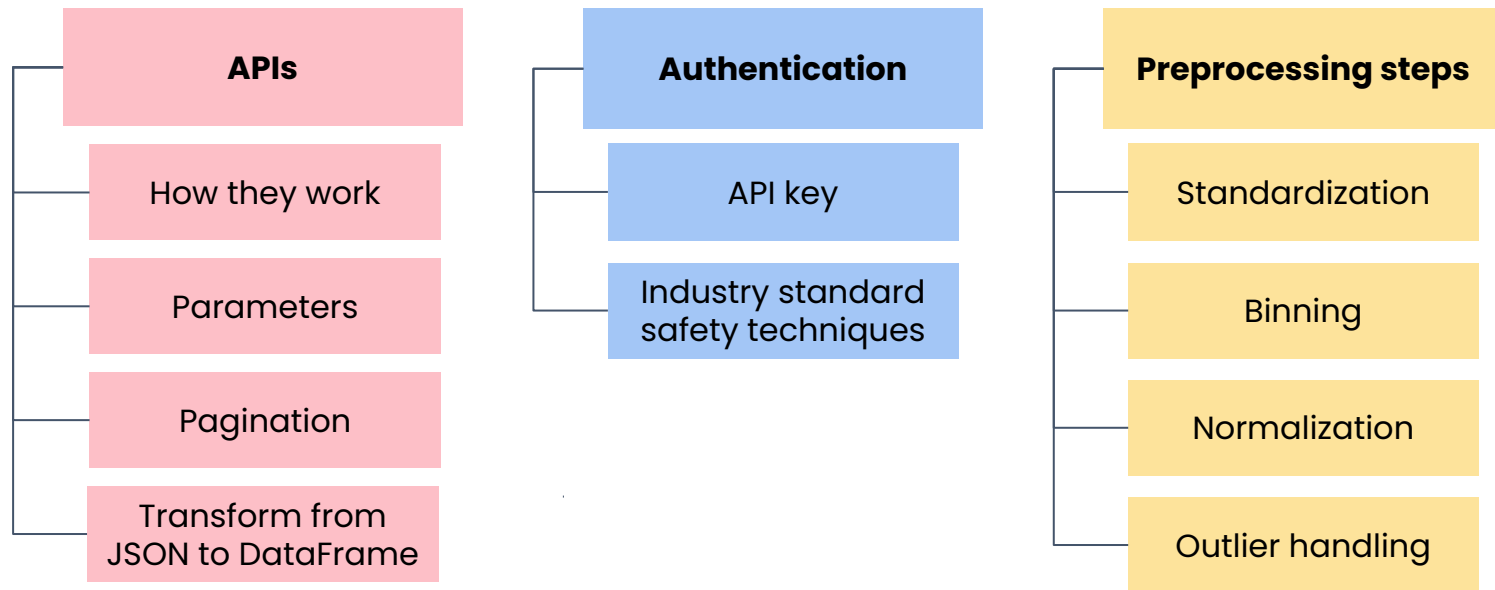 APIs
How they work
Parameters
Pagination
Transform from
JSON to DataFrame
Authentication
API key
Industry standard
safety techniques
Preprocessing steps
Standardization
Binning
Normalization
Outlier handling